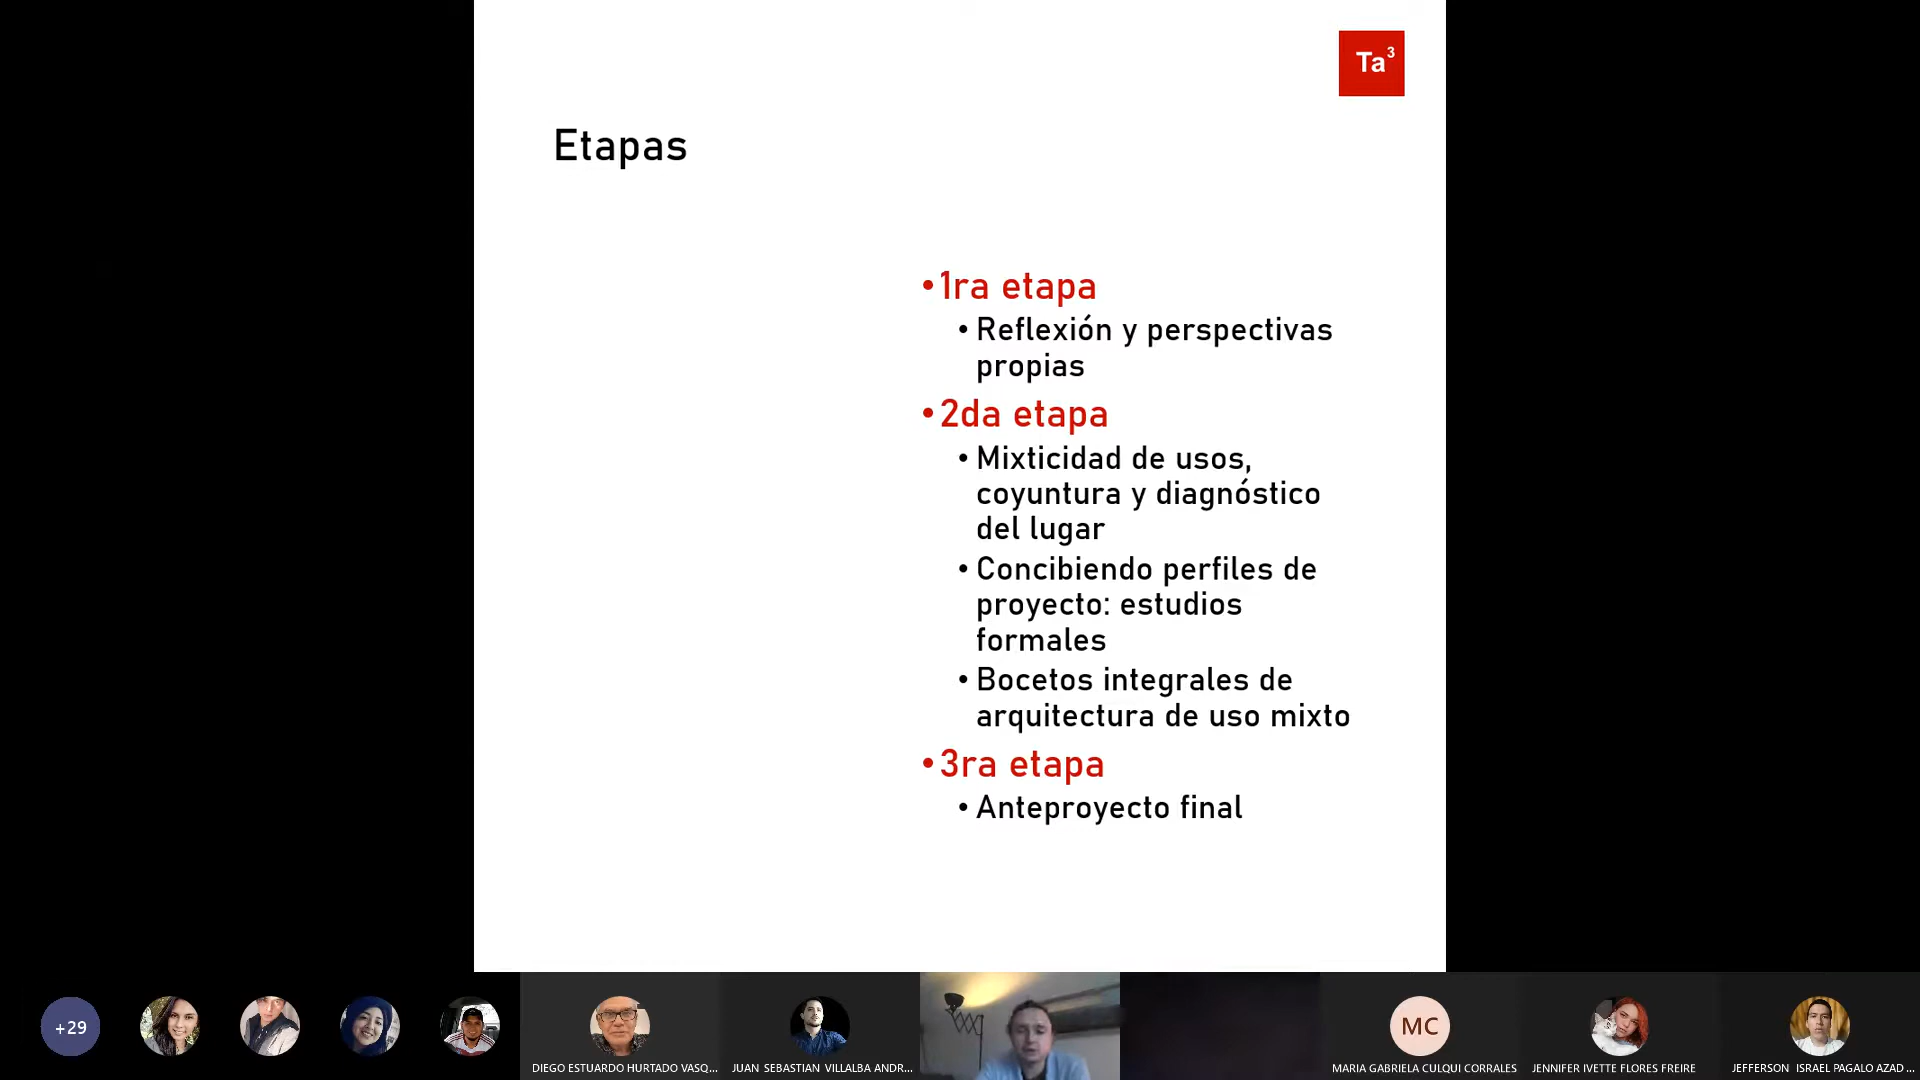 Ta³
Etapas
•1ra etapa
•Reflexión y perspectivas
propias
•2da etapa
•Mixticidad de usos,
coyuntura y diagnóstico
del lugar
•Concibiendo perfiles de
proyecto: estudios
formales
•Bocetos integrales de
arquitectura de uso mixto
•3ra etapa
•Anteproyecto final
+29
MC
DIEGO ESTUARDO HURTADO VASQ...
JUAN SEBASTIAN VILLALBA ANDR...
MARIA GABRIELA CULQUI CORRALES
JENNIFER IVETTE FLORES FREIRE
JEFFERSON ISRAEL PAGALO AZAD ...